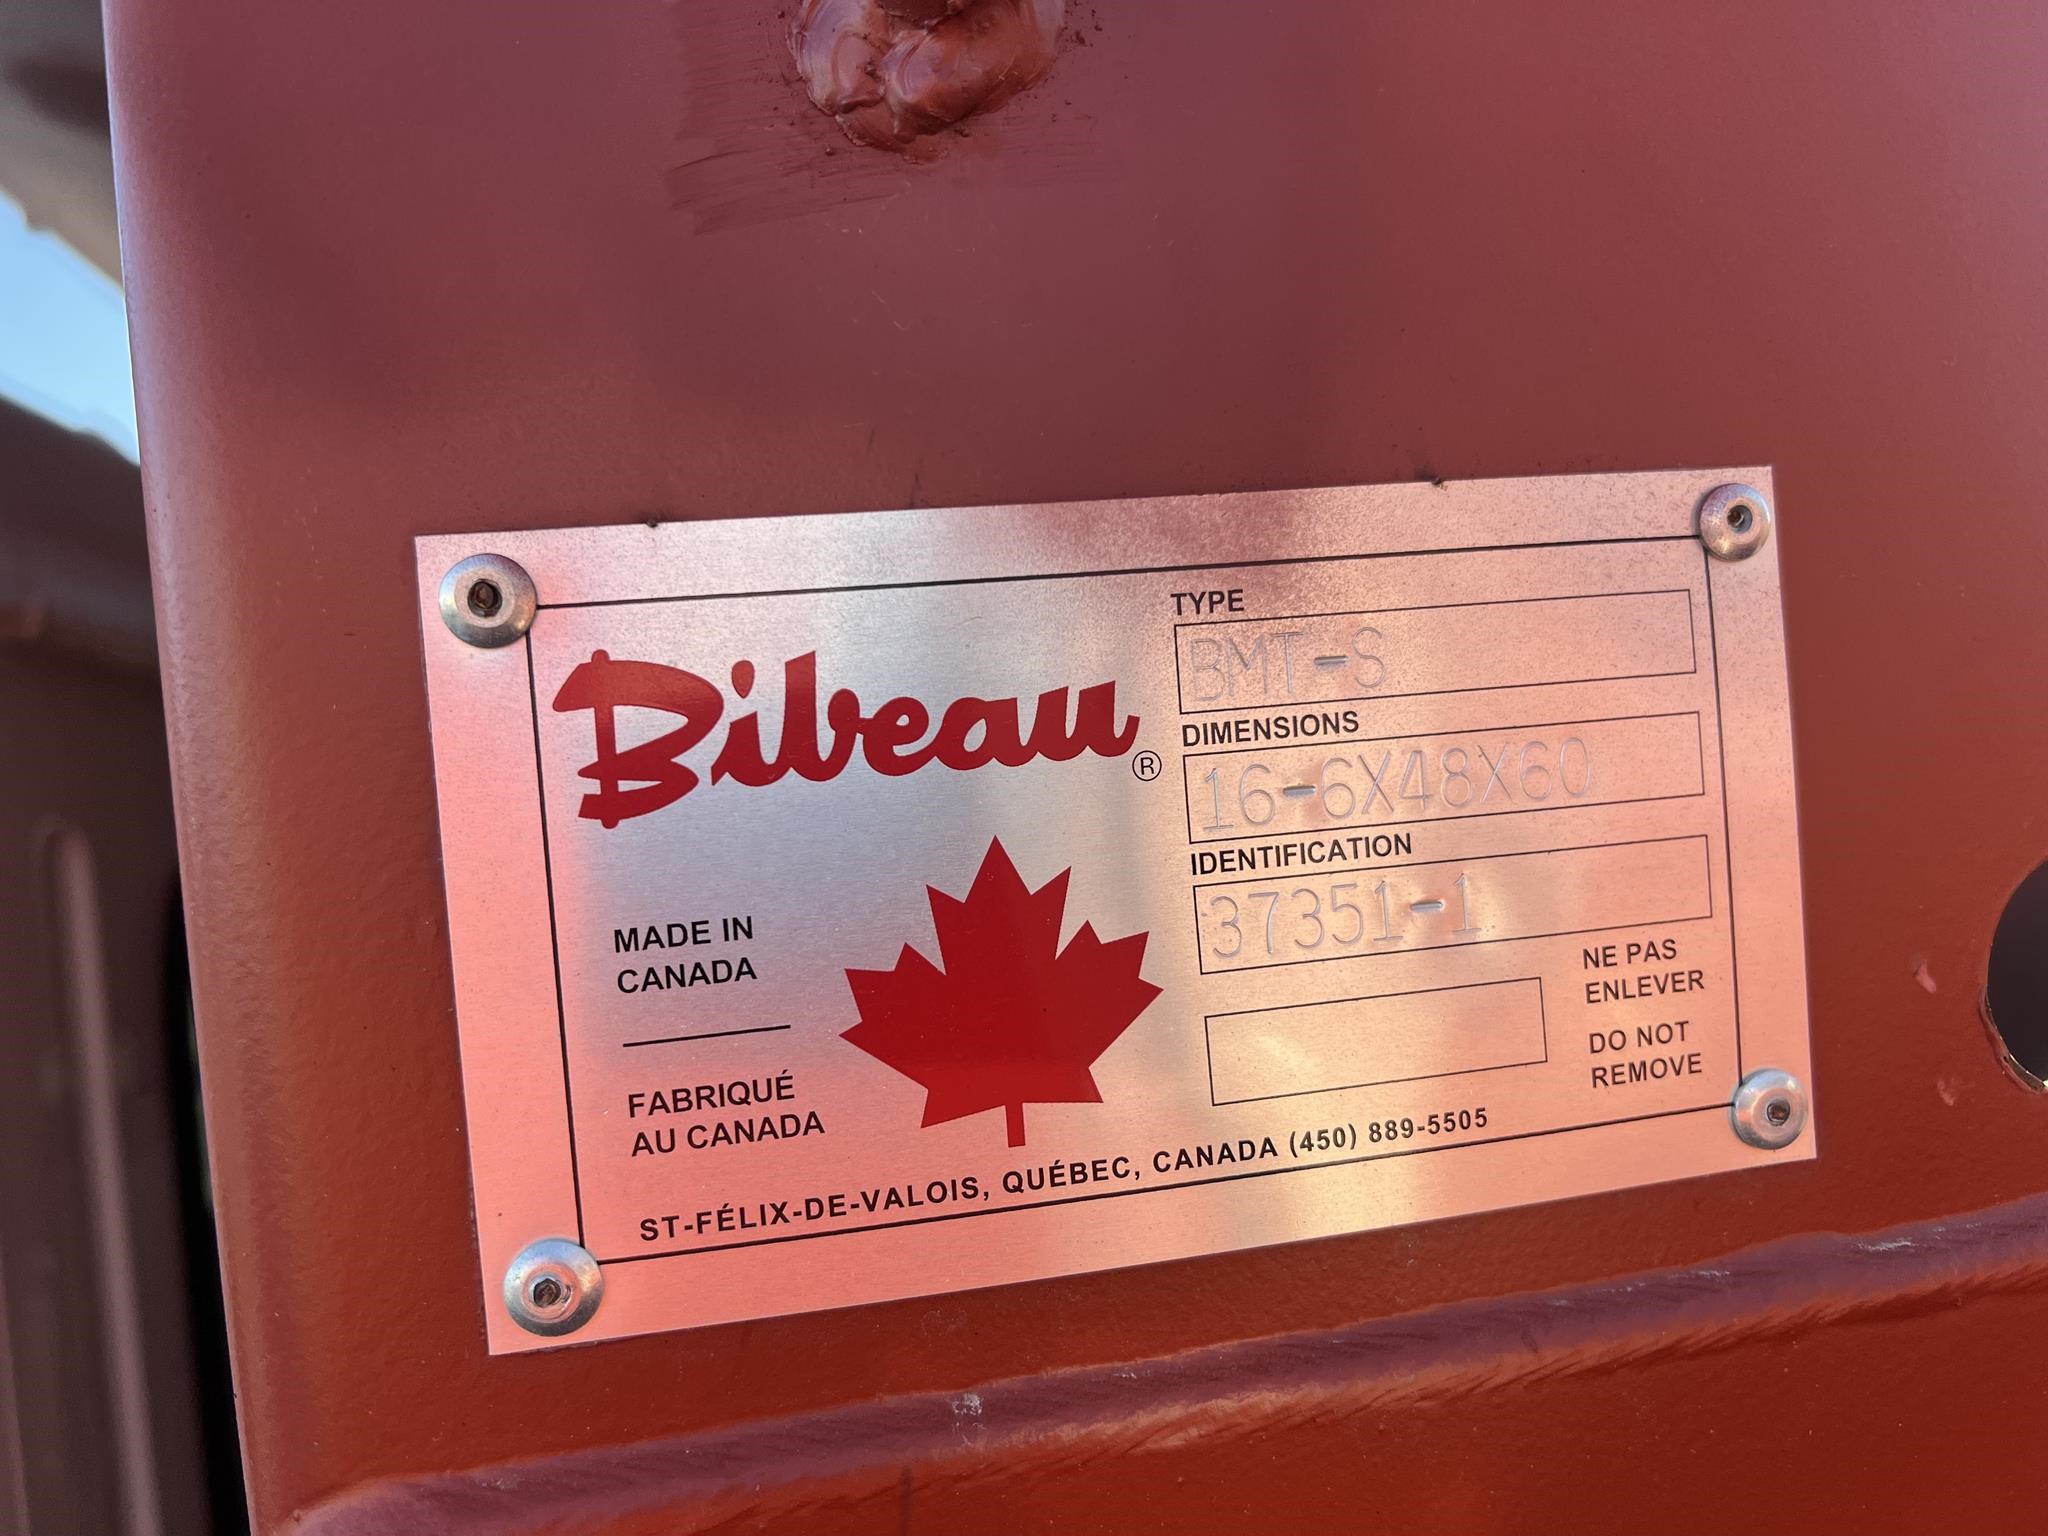 Bibeau®
MADE IN
CANADA
FABRIQUÉ
AU CANADA
TYPE
BMT-S
DIMENSIONS
16-6X48X60
IDENTIFICATION
37351-1
NE PAS
ENLEVER
DO NOT
REMOVE
ST-FÉLIX-DE-VALOIS, QUÉBEC, CANADA (450) 889-5505